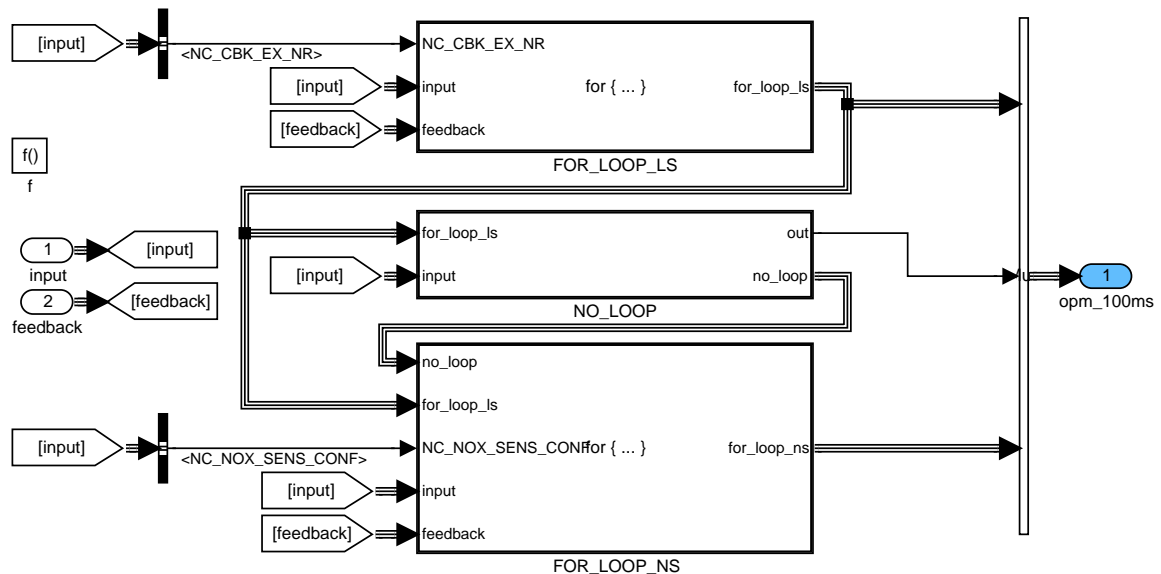 [input]
<NC_CBK_EX_NR>
NC_CBK_EX_NR
[input]
input
for { ... }
for_loop_ls
[feedback]
feedback
FOR_LOOP_LS
f()
f
for_loop_ls
out
1
[input]
input
[input]
input
no_loop
1
opm_100ms
2
[feedback]
feedback
NO_LOOP
no_loop
for_loop_ls
[input]
<NC_NOX_SENS_CONF>
NC_NOX_SENS_CONF
for { ... }
for_loop_ns
[input]
input
[feedback]
feedback
FOR_LOOP_NS